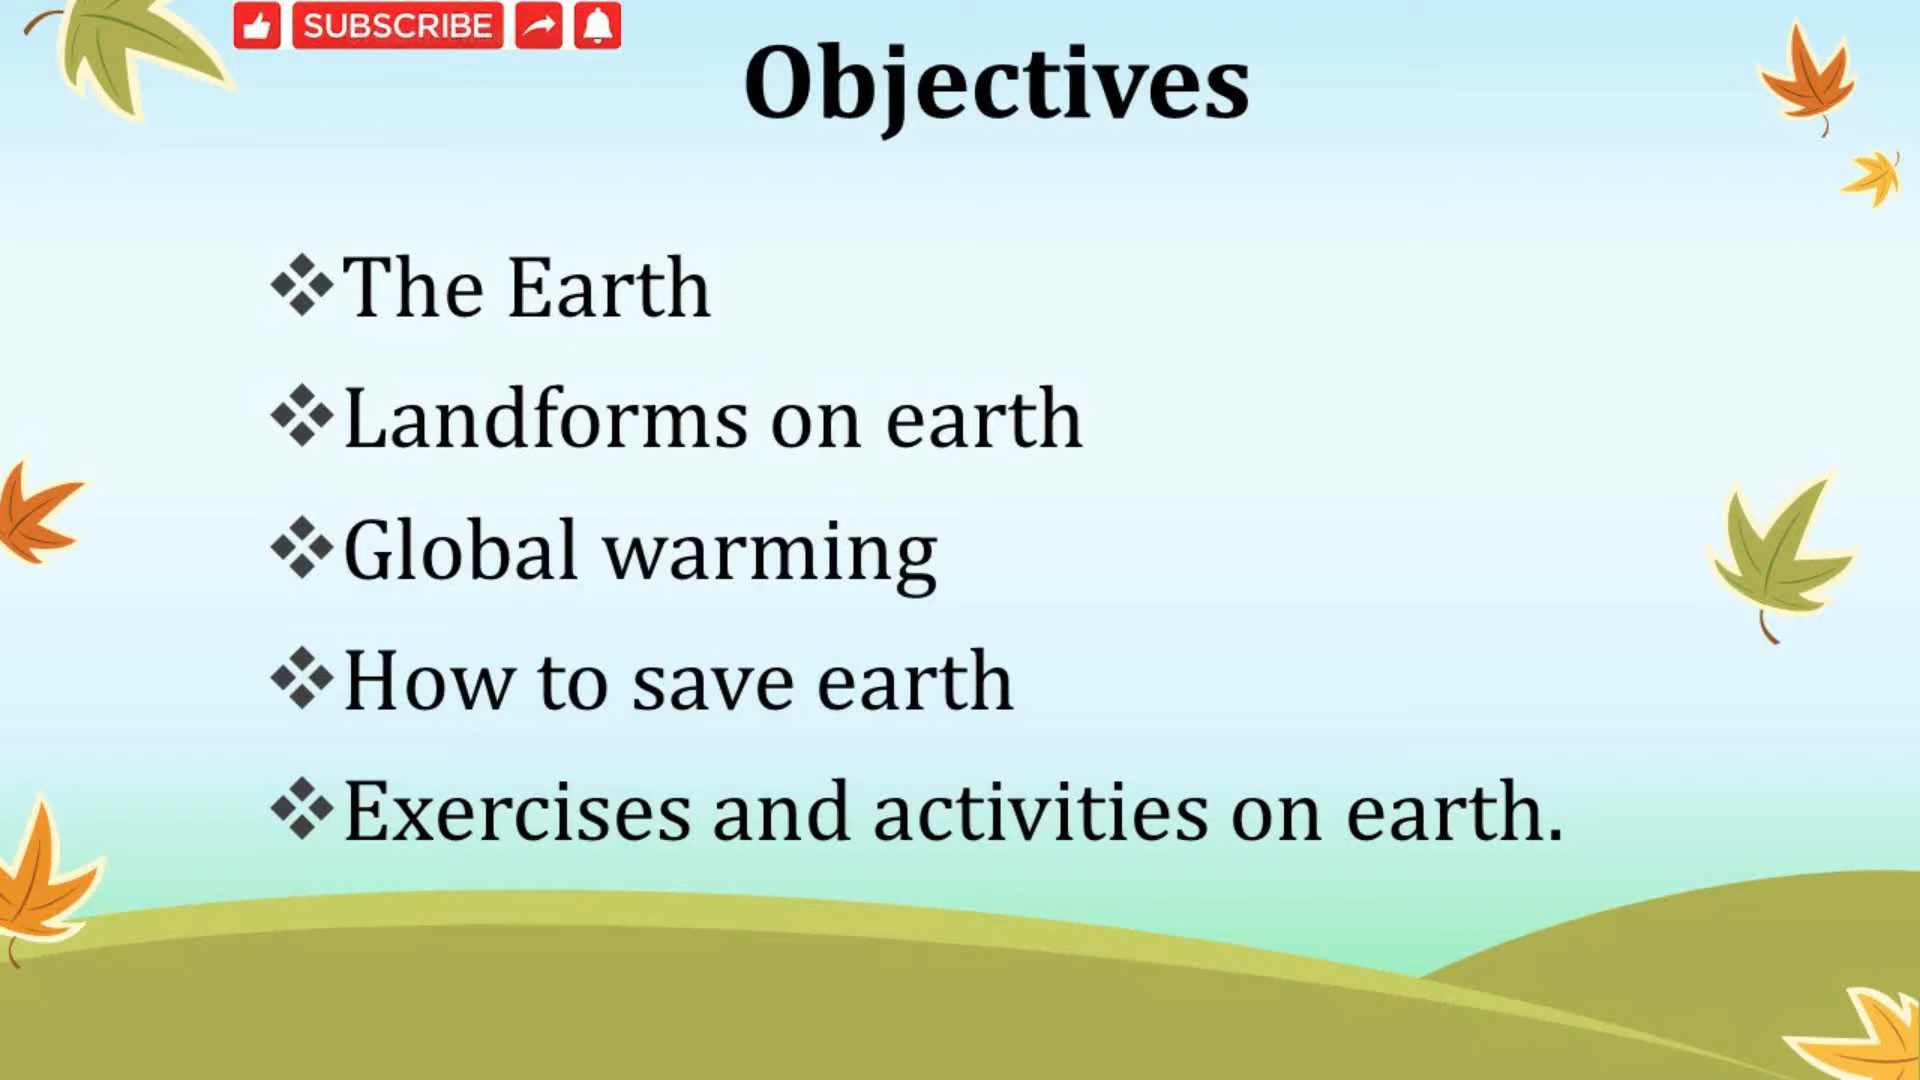 SUBSCRIBE
Objectives
❖The Earth
❖Landforms on earth
❖Global warming
❖How to save earth
❖Exercises and activities on earth.